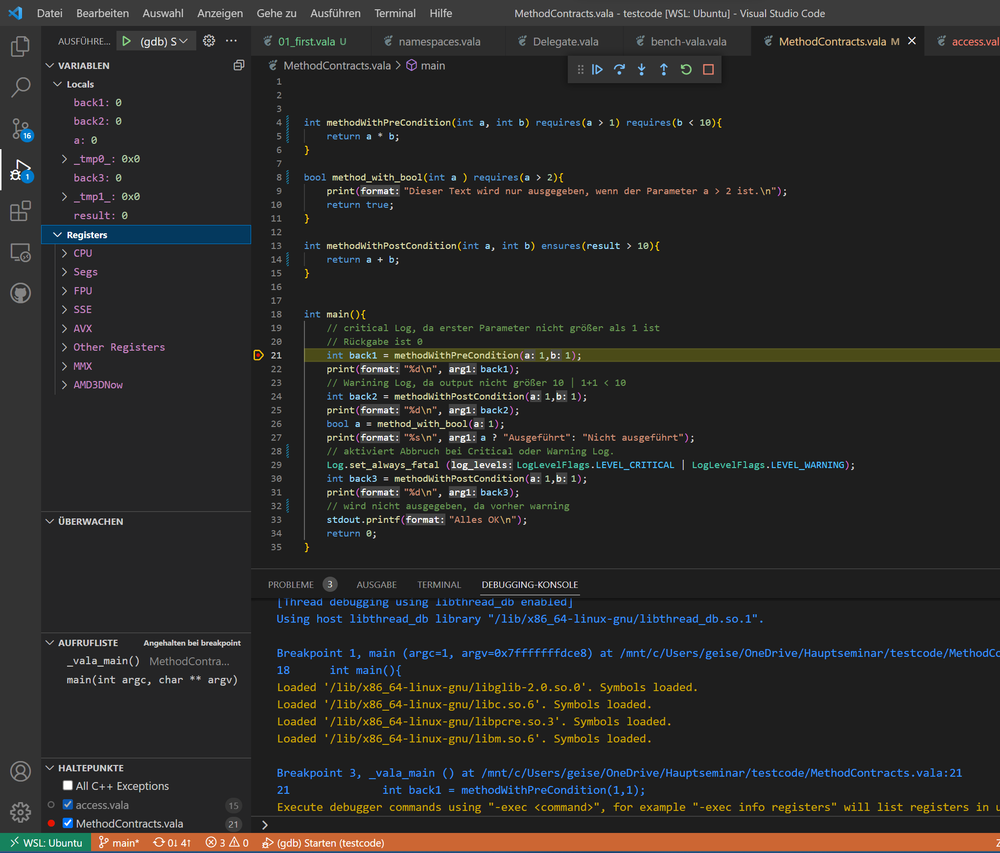 Datei Bearbeiten Auswahl Anzeigen Gehe zu Ausführen Terminal Hilfe MethodContracts.vala - testcode [WSL: Ubuntu] - Visual Studio Code
AUSFÜHRE... (gdb) S
01_first.vala U namespaces.vala Delegate.vala bench-vala.vala MethodContracts.vala M access.val
MethodContracts.vala > main
VARIABLEN
Locals
back1: 0
back2: 0
a: 0
_tmp0_: 0x0
back3: 0
_tmp1_: 0x0
result: 0
Registers
CPU
Segs
FPU
SSE
AVX
Other Registers
MMX
AMD3DNow
ÜBERWACHEN
AUFRUFLISTE Angehalten bei breakpoint
_vala_main() MethodContra...
main(int argc, char ** argv)
HALTEPUNKTE
All C++ Exceptions
access.vala 15
MethodContracts.vala 21
16
1
1
2
3
4 int methodWithPreCondition(int a, int b) requires(a > 1) requires(b < 10){
5 return a * b;
6 }
7
8 bool method_with_bool(int a ) requires(a > 2){
9 print(format: "Dieser Text wird nur ausgegeben, wenn der Parameter a > 2 ist.\n");
10 return true;
11 }
12
13 int methodWithPostCondition(int a, int b) ensures(result > 10){
14 return a + b;
15 }
16
17
18 int main(){
19 // critical Log, da erster Parameter nicht größer als 1 ist
20 // Rückgabe ist 0
21 int back1 = methodWithPreCondition(a: 1,b: 1);
22 print(format: "%d\n", arg1: back1);
23 // Warining Log, da output nicht größer 10 | 1+1 < 10
24 int back2 = methodWithPostCondition(a: 1,b: 1);
25 print(format: "%d\n", arg1: back2);
26 bool a = method_with_bool(a: 1);
27 print(format: "%s\n", arg1: a ? "Ausgeführt": "Nicht ausgeführt");
28 // aktiviert Abbruch bei Critical oder Warning Log.
29 Log.set_always_fatal (log_levels: LogLevelFlags.LEVEL_CRITICAL | LogLevelFlags.LEVEL_WARNING);
30 int back3 = methodWithPostCondition(a: 1,b: 1);
31 print(format: "%d\n", arg1: back3);
32 // wird nicht ausgegeben, da vorher warning
33 stdout.printf(format: "Alles OK\n");
34 return 0;
35 }
PROBLEME 3 AUSGABE TERMINAL DEBUGGING-KONSOLE
[Thread debugging using libthread_db enabled]
Using host libthread_db library "/lib/x86_64-linux-gnu/libthread_db.so.1".
Breakpoint 1, main (argc=1, argv=0x7fffffffdce8) at /mnt/c/Users/geise/OneDrive/Hauptseminar/testcode/MethodCo
18 int main(){
Loaded '/lib/x86_64-linux-gnu/libglib-2.0.so.0'. Symbols loaded.
Loaded '/lib/x86_64-linux-gnu/libc.so.6'. Symbols loaded.
Loaded '/lib/x86_64-linux-gnu/libpcre.so.3'. Symbols loaded.
Loaded '/lib/x86_64-linux-gnu/libm.so.6'. Symbols loaded.
Breakpoint 3, _vala_main () at /mnt/c/Users/geise/OneDrive/Hauptseminar/testcode/MethodContracts.vala:21
21 int back1 = methodWithPreCondition(1,1);
Execute debugger commands using "-exec <command>", for example "-exec info registers" will list registers in u
>
WSL: Ubuntu main* 0↓ 4↑ 3 0 (gdb) Starten (testcode) Z